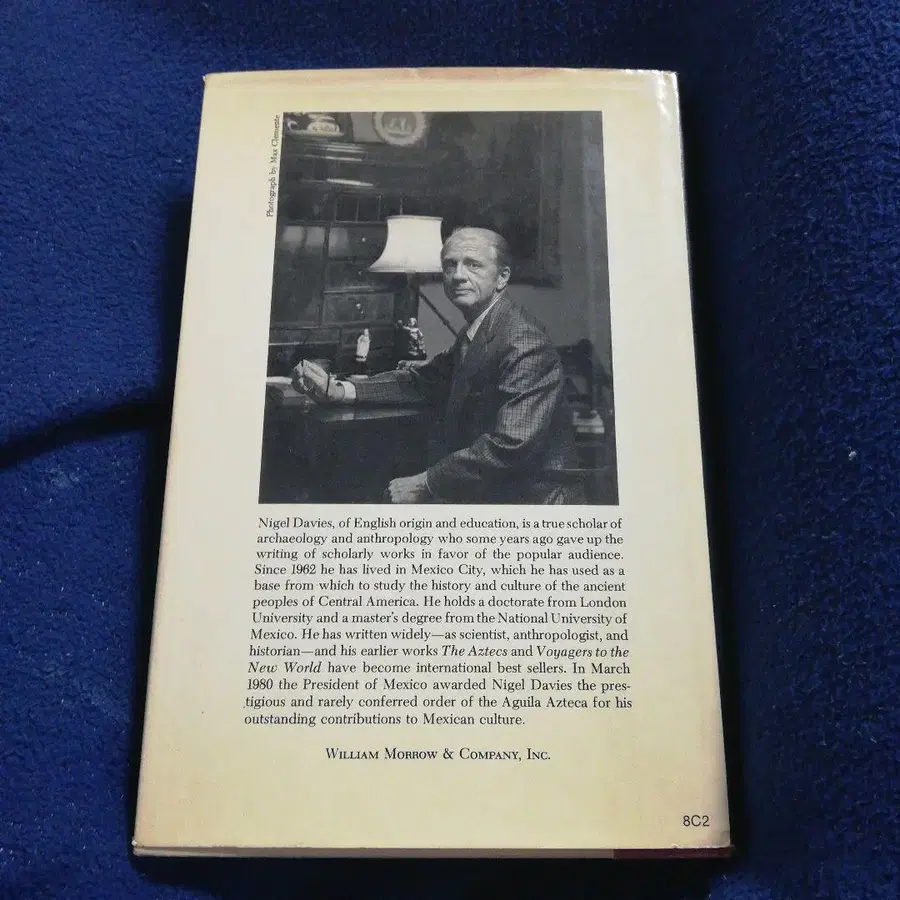 Photograph by Max Clemente
Nigel Davies, of English origin and education, is a true scholar of
archaeology and anthropology who some years ago gave up the
writing of scholarly works in favor of the popular audience.
Since 1962 he has lived in Mexico City, which he has used as a
base from which to study the history and culture of the ancient
peoples of Central America. He holds a doctorate from London
University and a master's degree from the National University of
Mexico. He has written widely—as scientist, anthropologist, and
historian—and his earlier works The Aztecs and Voyagers to the
New World have become international best sellers. In March
1980 the President of Mexico awarded Nigel Davies the pres-
tigious and rarely conferred order of the Aguila Azteca for his
outstanding contributions to Mexican culture.
WILLIAM MORROW & COMPANY, INC.
8C2